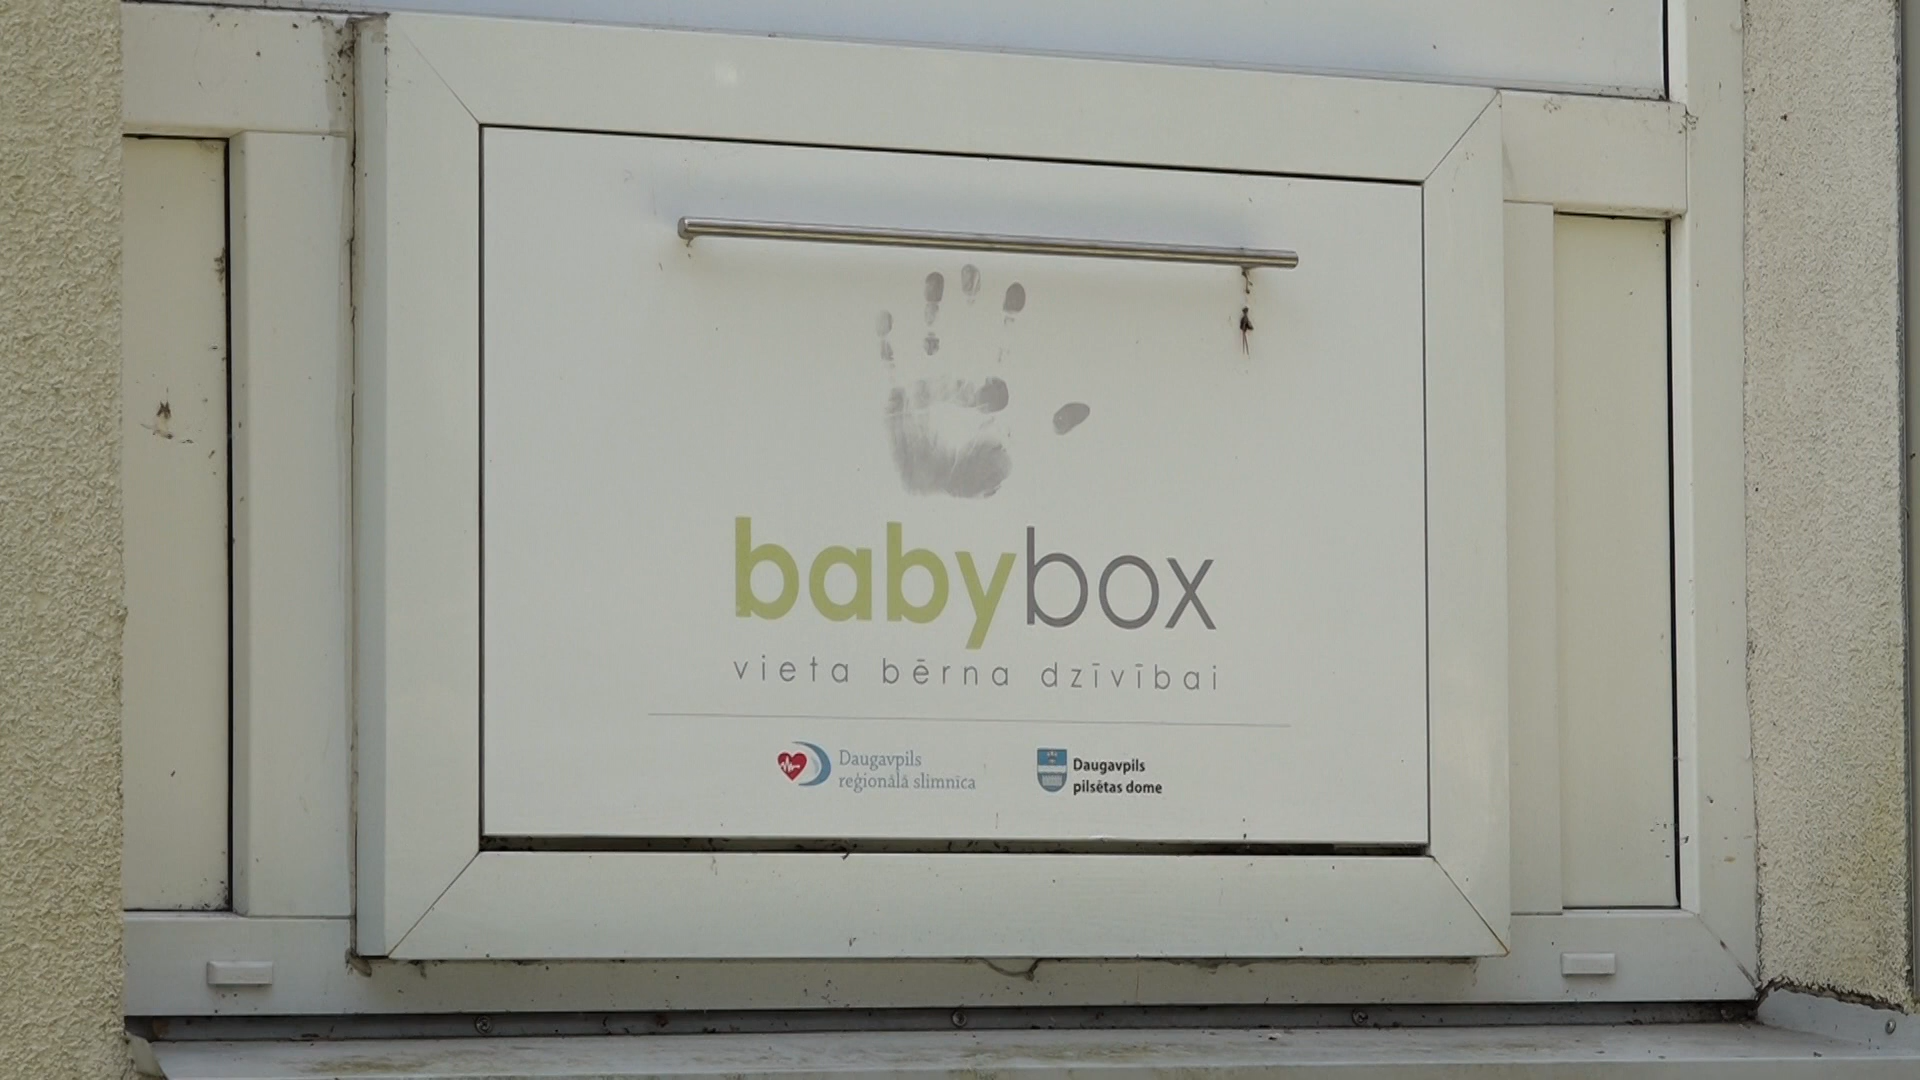 babybox
vieta bērna dzīvībai
Daugavpils
reģionālā slimnīca
Daugavpils
pilsētas dome